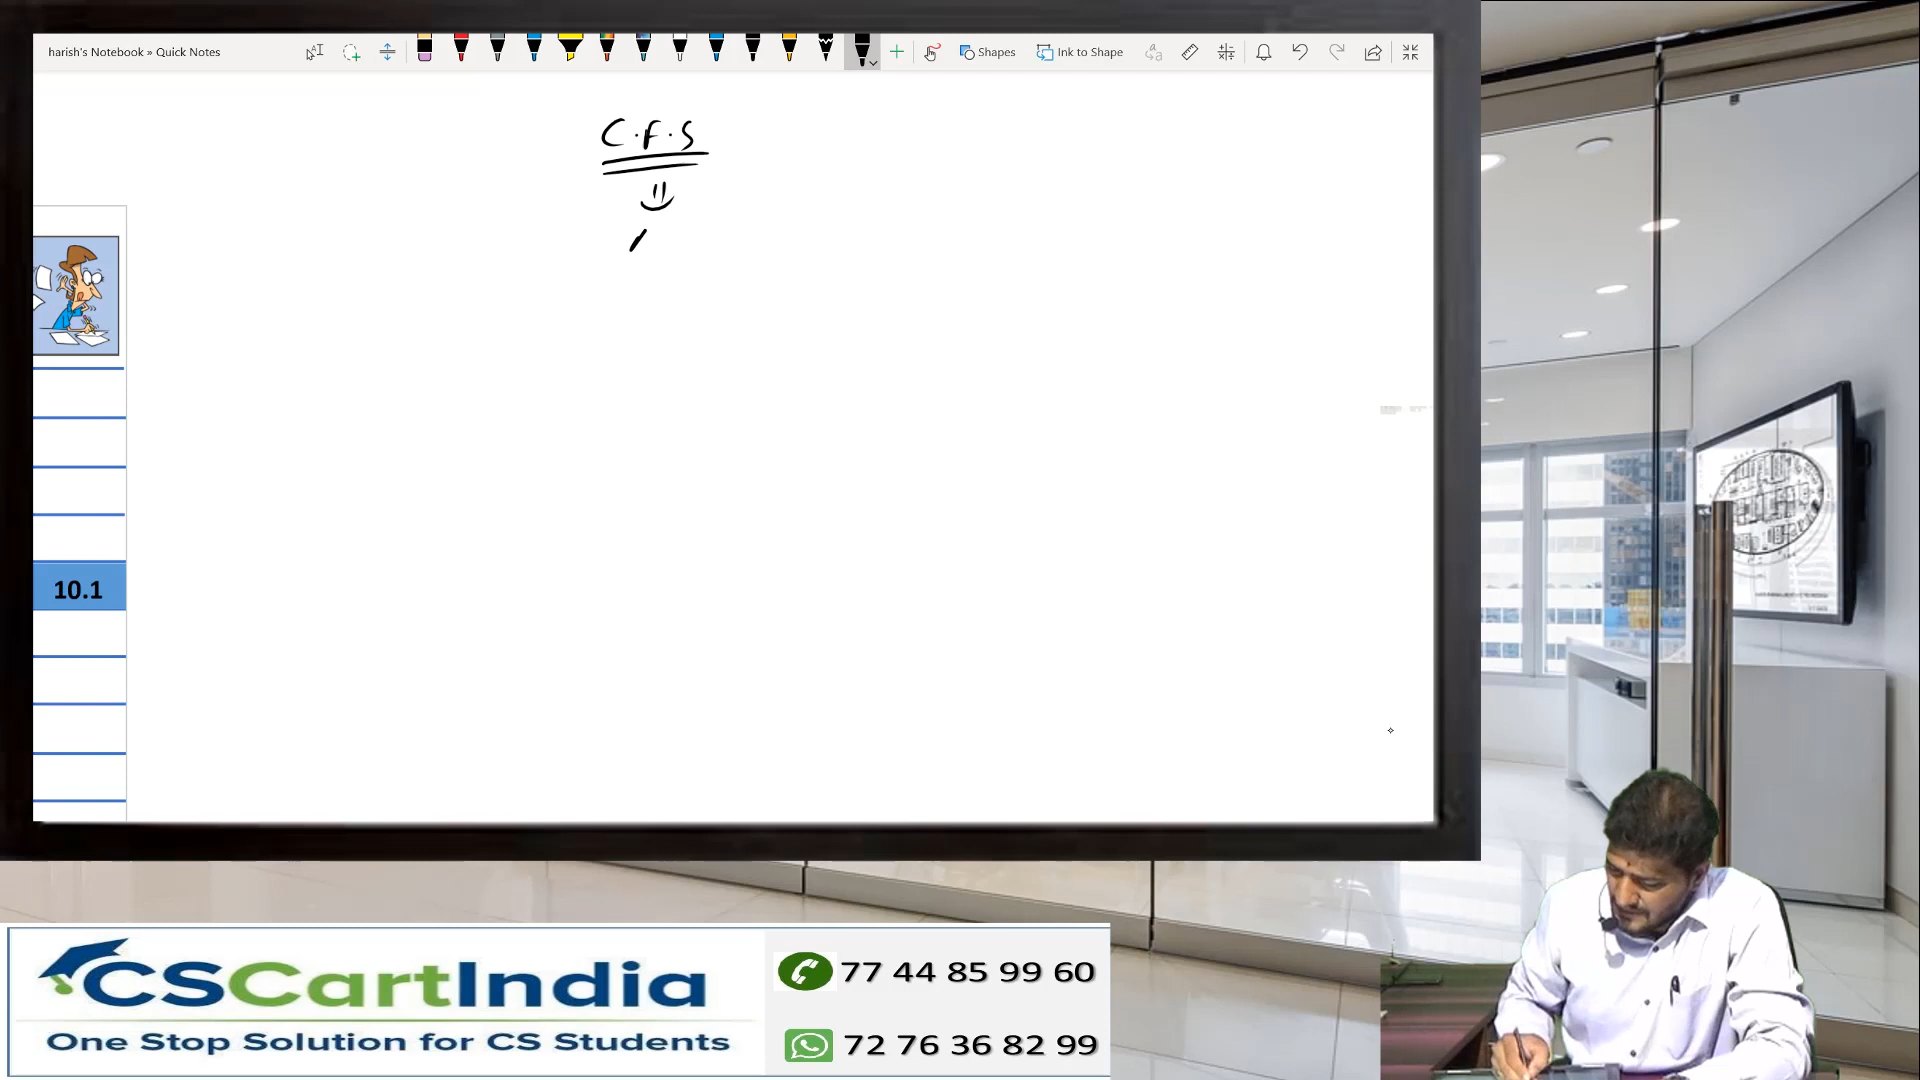 harish's Notebook » Quick Notes
Shapes
Ink to Shape
C.F.S
10.1
CSCartIndia
One Stop Solution for CS Students
77 44 85 99 60
72 76 36 82 99